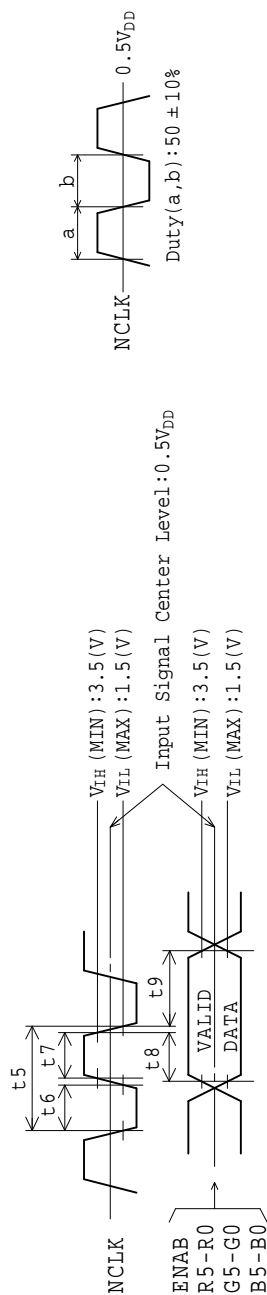 t5
t6
t7
NCLK
VIH (MIN):3.5(V)
VIL (MAX):1.5(V)
Input Signal Center Level:0.5VDD
t8
t9
ENAB
R5-R0
G5-G0
B5-B0
VALID
DATA
VIH (MIN):3.5(V)
VIL (MAX):1.5(V)
a
b
NCLK
0.5VDD
Duty(a,b):50 ± 10%